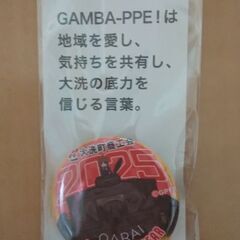 GAMBA-PPE!は
地域を愛し、
気持ちを共有し、
大洗の底力を
信じる言葉。
大洗町商工会
2025
OARAI